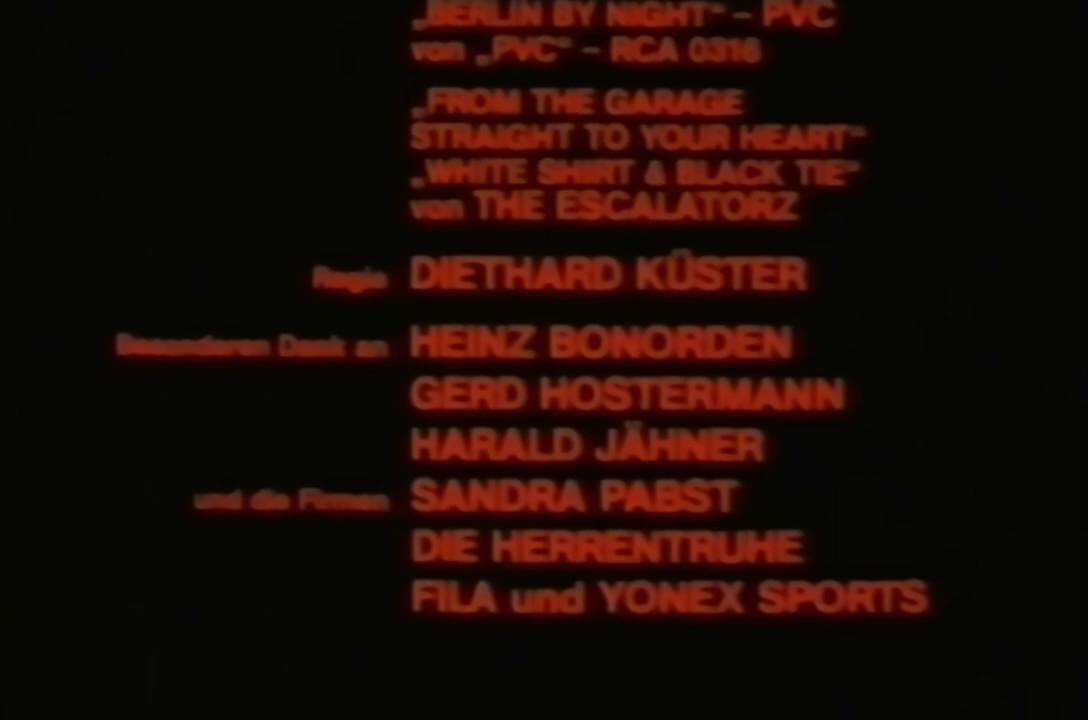 „BERLIN BY NIGHT“ – PVC
von „PVC“ – RCA 0316
„FROM THE GARAGE
STRAIGHT TO YOUR HEART“
„WHITE SHIRT & BLACK TIE“
von THE ESCALATORZ
Regie DIETHARD KÜSTER
Besonderen Dank an HEINZ BONORDEN
GERD HOSTERMANN
HARALD JÄHNER
und die Firmen SANDRA PABST
DIE HERRENTRUHE
FILA und YONEX SPORTS